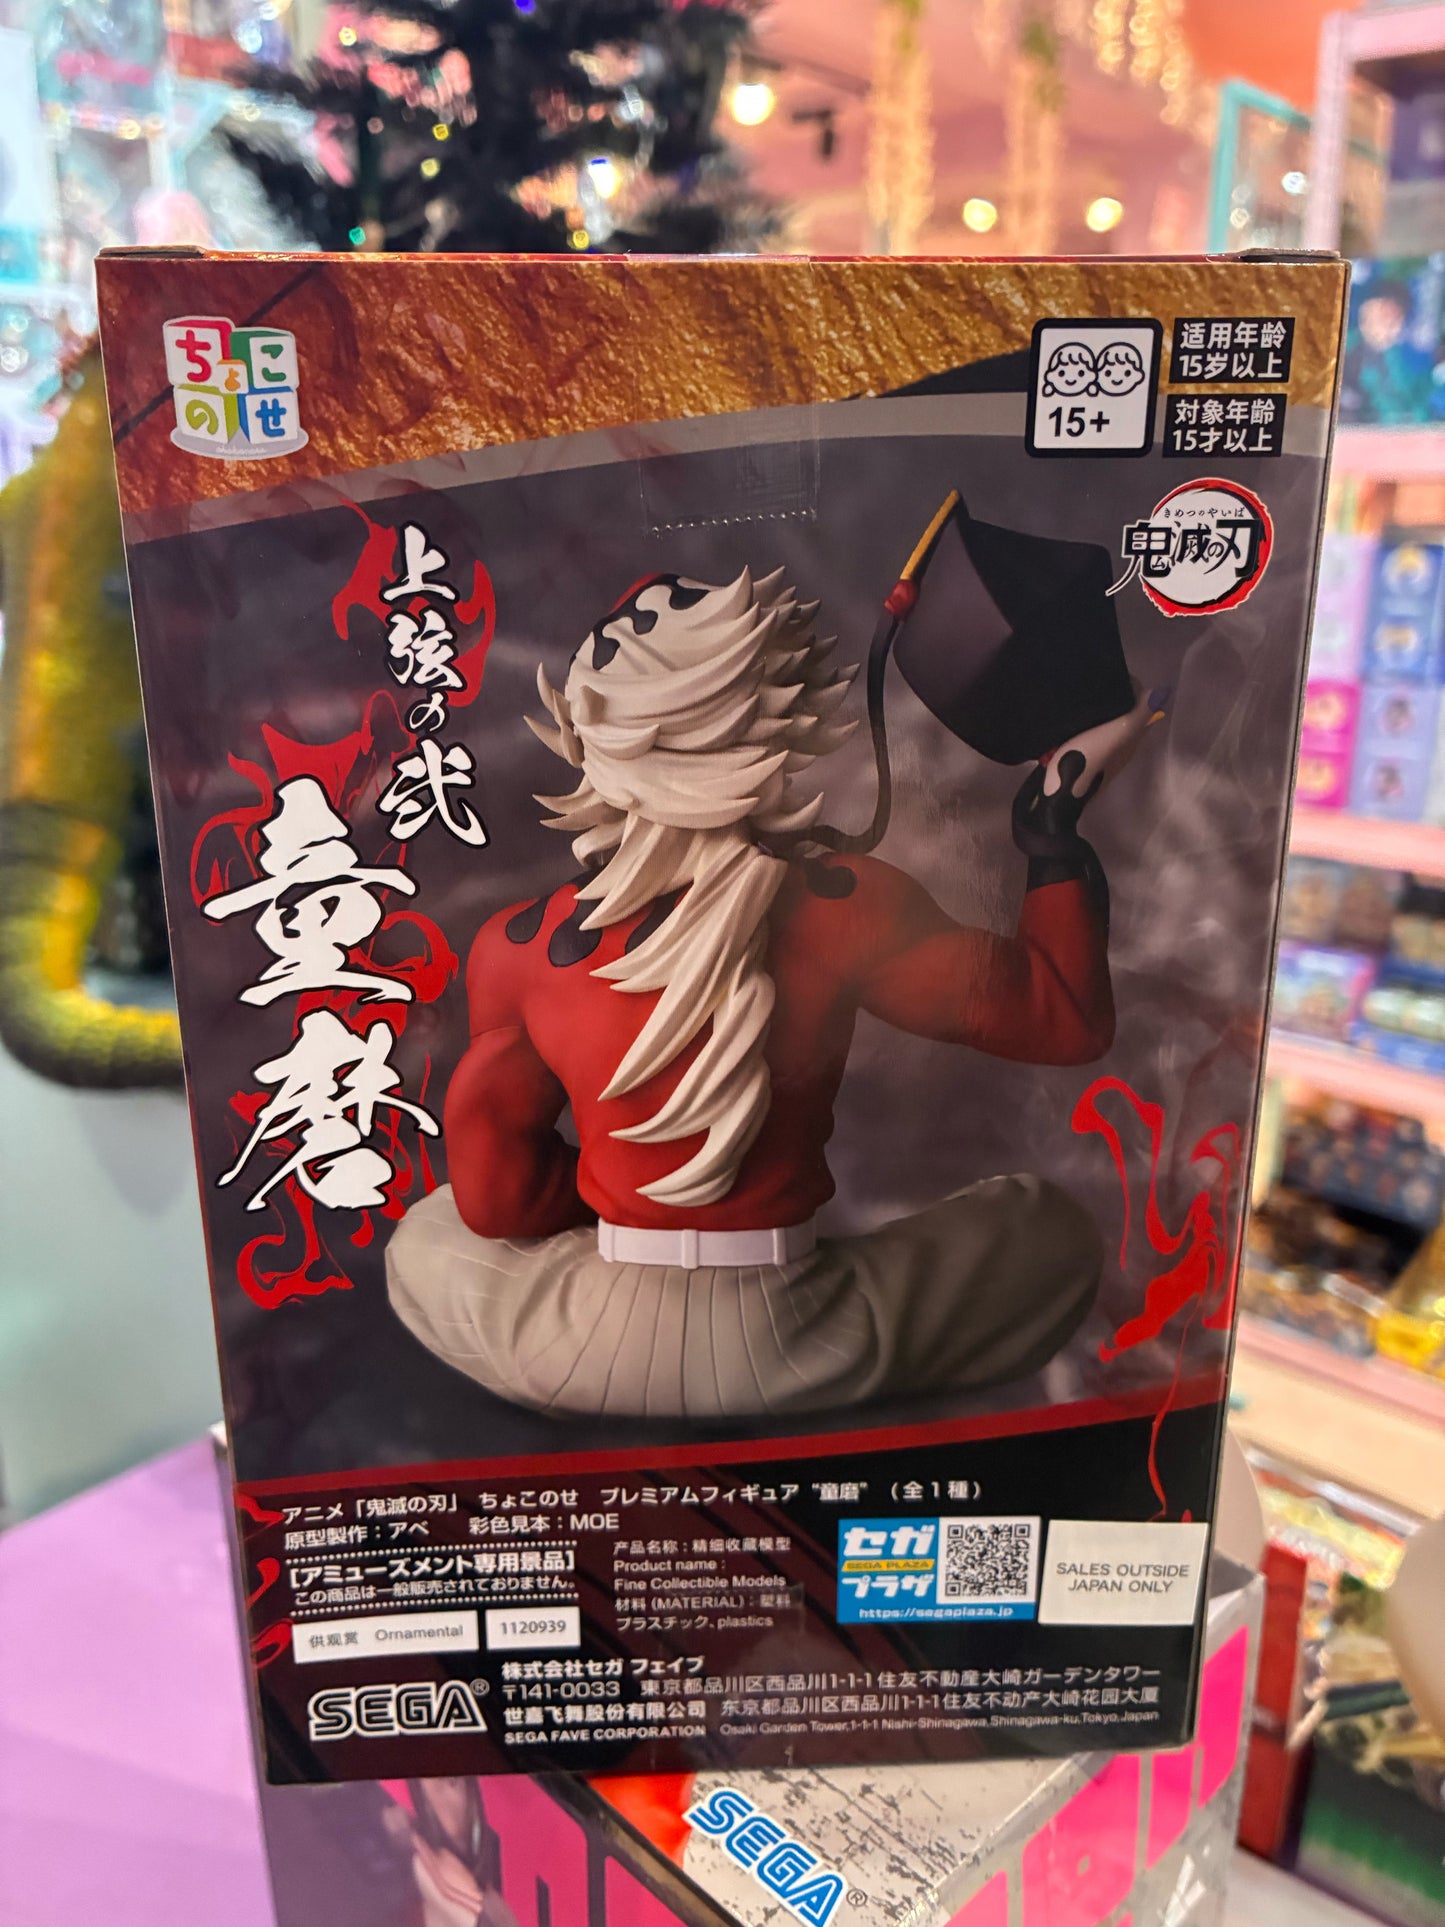 ちょこのせ
15+
适用年龄
15岁以上
対象年齢
15才以上
きめつのやいば
鬼滅の刃
上弦の弐
童磨
アニメ「鬼滅の刃」 ちょこのせ プレミアムフィギュア "童磨" (全1種)
原型製作:アベ 彩色見本:MOE
[アミューズメント専用景品]
この商品は一般販売されておりません。
供观赏 Ornamental
1120939
产品名称:精细收藏模型
Product name :
Fine Collectible Models
材料 (MATERIAL) : 塑料
プラスチック、plastics
セガ
SEGA PLAZA
プラザ
https://segaplaza.jp
SALES OUTSIDE
JAPAN ONLY
SEGA®
株式会社セガ フェイブ
〒141-0033 東京都品川区西品川1-1-1住友不動産大崎ガーデンタワー
世嘉飞舞股份有限公司 东京都品川区西品川1-1-1住友不动产大崎花园大厦
SEGA FAVE CORPORATION Osaki Garden Tower,1-1-1 Nishi-Shinagawa,Shinagawa-ku,Tokyo,Japan
SEGA®